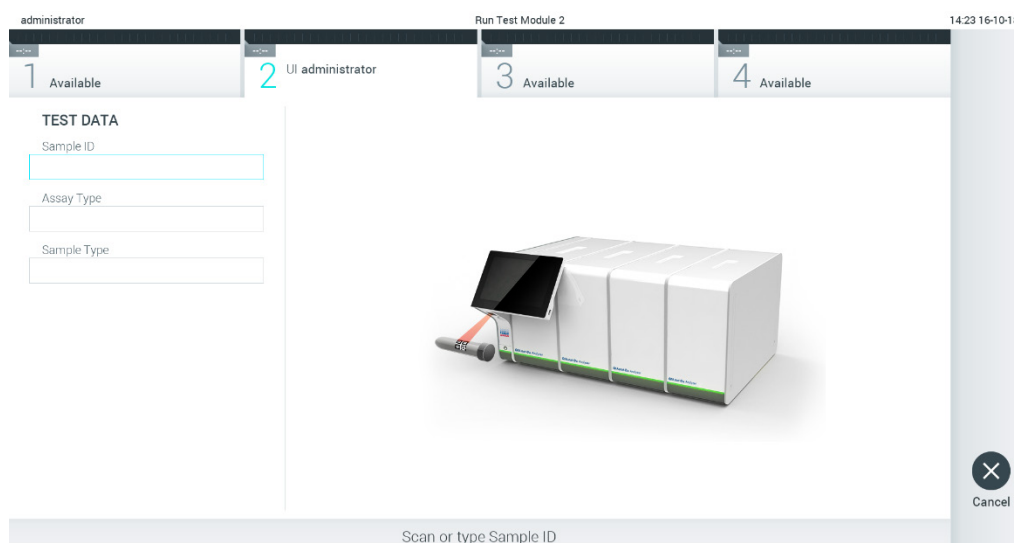 administrator
Run Test Module 2
14:23 16-10-1
--:--
--:--
--:--
--:--
1 Available
2 UI administrator
3 Available
4 Available
TEST DATA
Sample ID
Assay Type
Sample Type
Cancel
Scan or type Sample ID